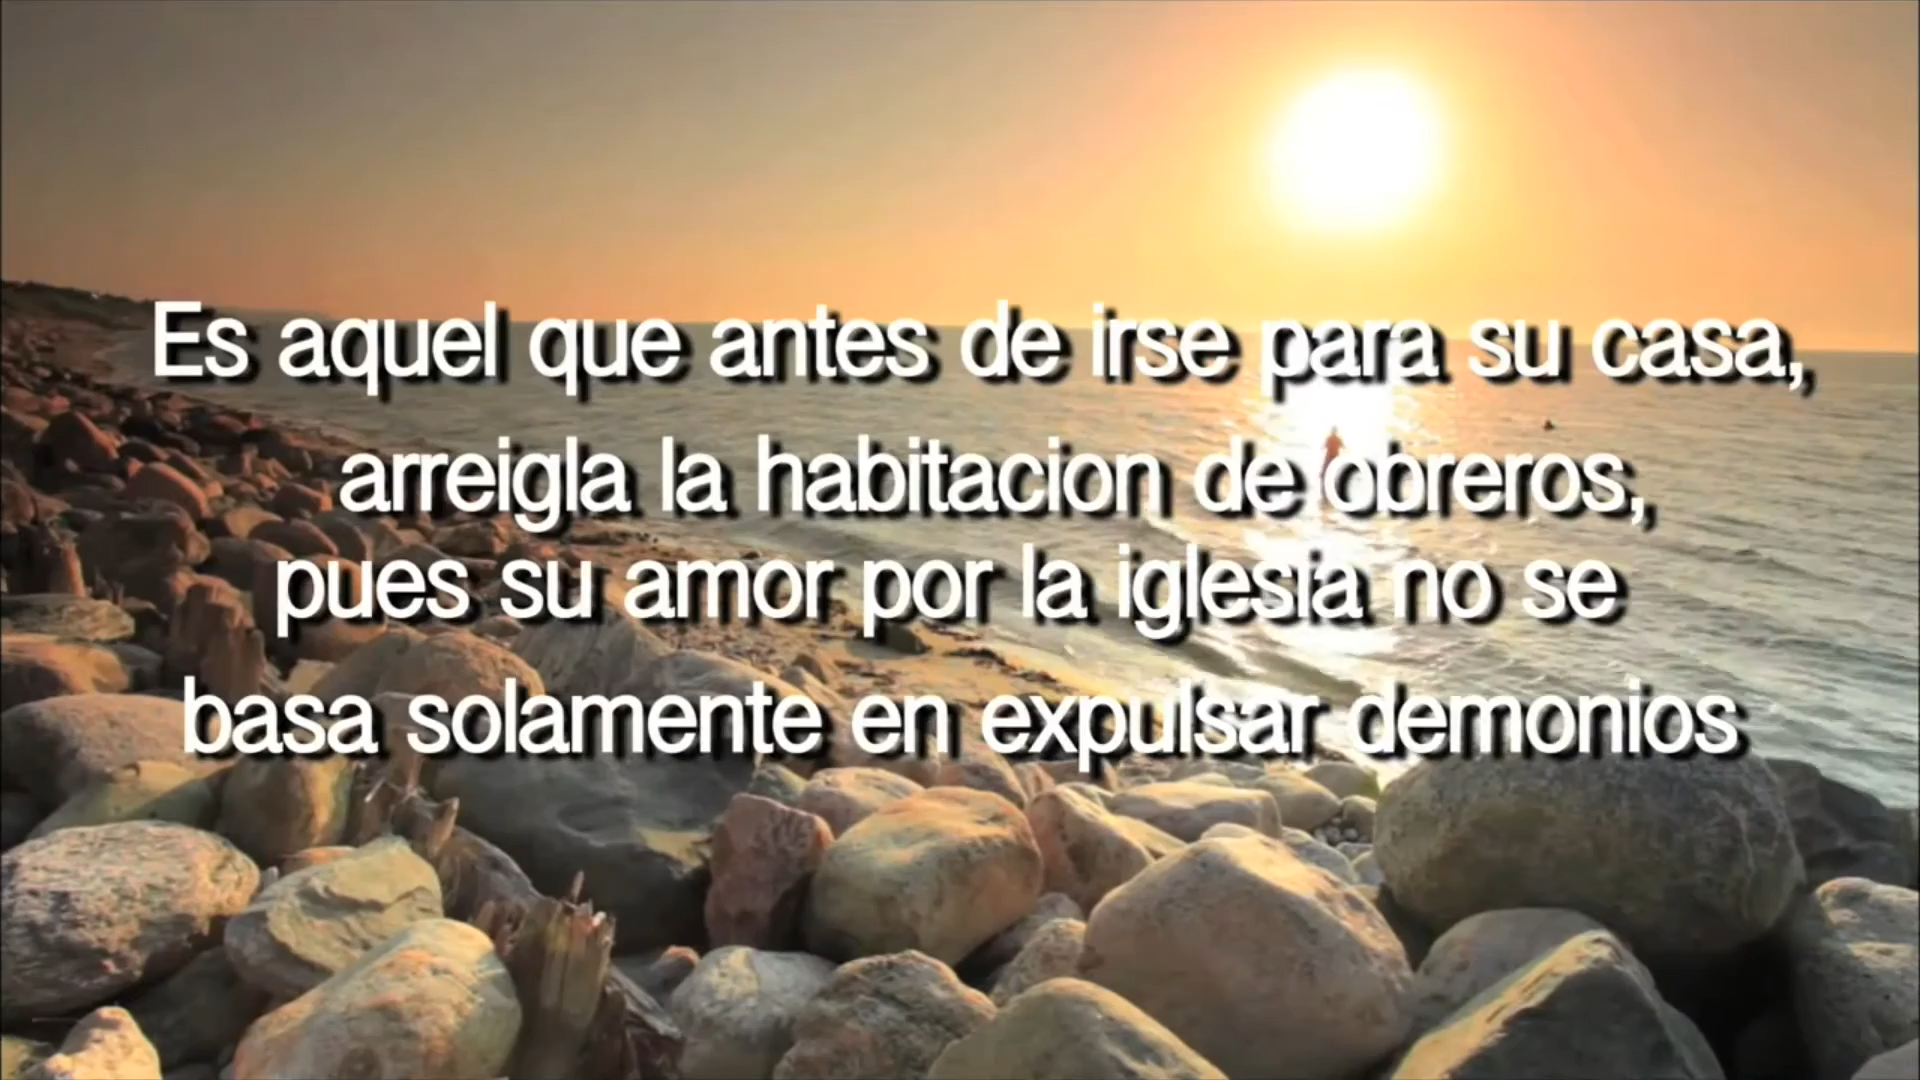 Es aquel que antes de irse para su casa,
arreigla la habitacion de obreros,
pues su amor por la iglesia no se
basa solamente en expulsar demonios